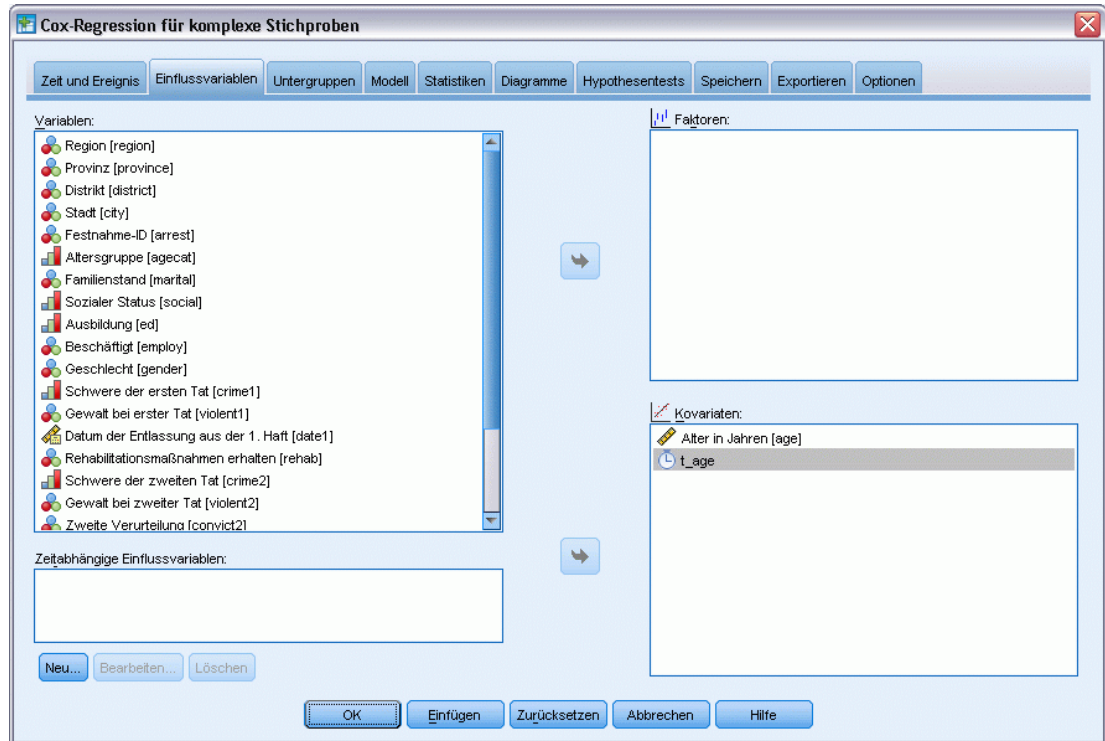 Cox-Regression für komplexe Stichproben
Zeit und Ereignis
Einflussvariablen
Untergruppen
Modell
Statistiken
Diagramme
Hypothesentests
Speichern
Exportieren
Optionen
Variablen:
Region [region]
Provinz [province]
Distrikt [district]
Stadt [city]
Festnahme-ID [arrest]
Altersgruppe [agecat]
Familienstand [marital]
Sozialer Status [social]
Ausbildung [ed]
Beschäftigt [employ]
Geschlecht [gender]
Schwere der ersten Tat [crime1]
Gewalt bei erster Tat [violent1]
Datum der Entlassung aus der 1. Haft [date1]
Rehabilitationsmaßnahmen erhalten [rehab]
Schwere der zweiten Tat [crime2]
Gewalt bei zweiter Tat [violent2]
Zweite Verurteilung [convict2]
Zeitabhängige Einflussvariablen:
Neu...
Bearbeiten...
Löschen
Faktoren:
Kovariaten:
Alter in Jahren [age]
t_age
OK
Einfügen
Zurücksetzen
Abbrechen
Hilfe